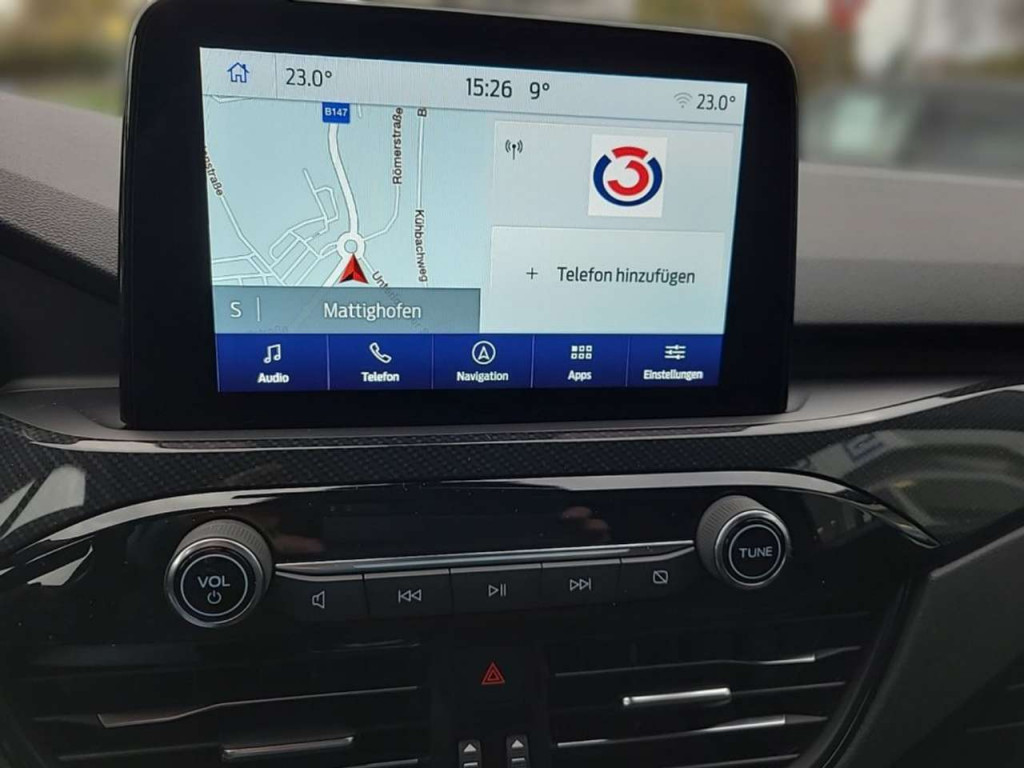 23.0°
15:26 9°
23.0°
B147
Römerstraße
B
Kühbachweg
3
+ Telefon hinzufügen
S | Mattighofen
Audio
Telefon
Navigation
Apps
Einstellungen
VOL
TUNE